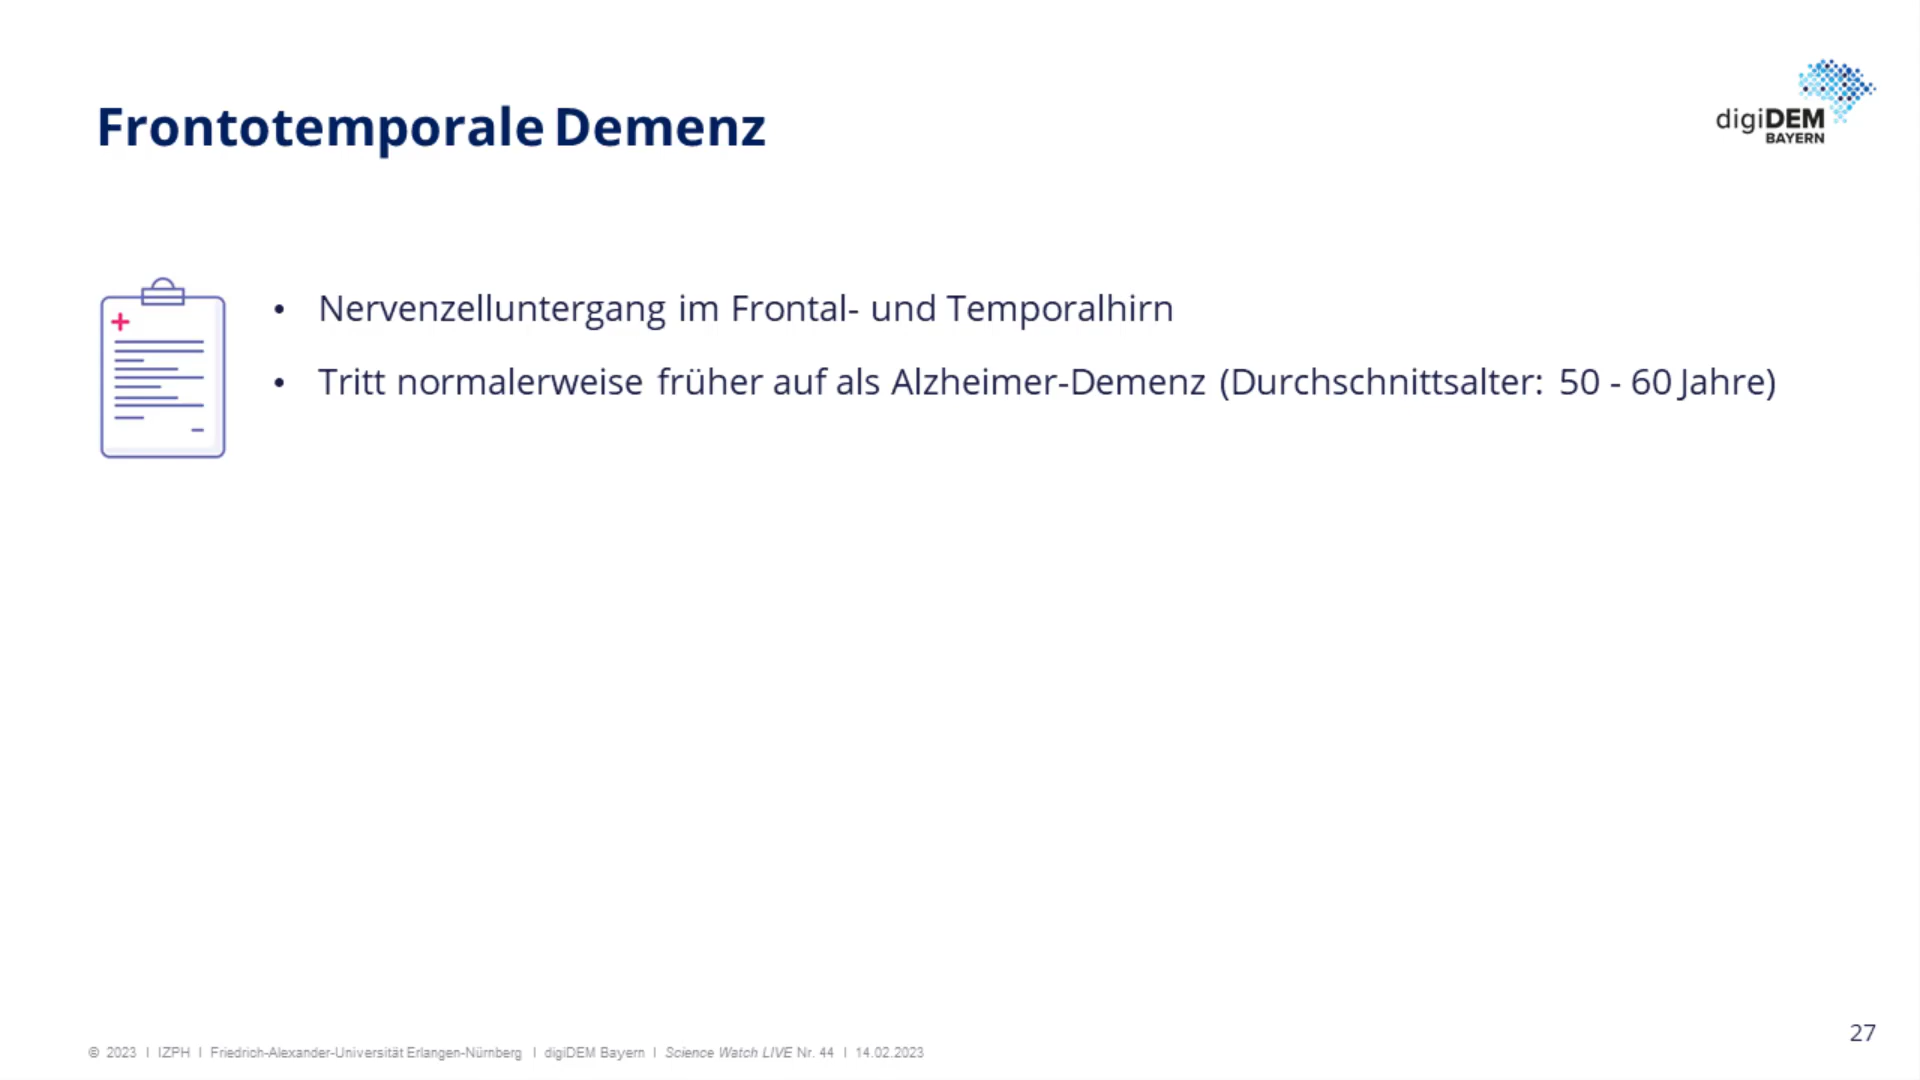 Frontotemporale Demenz
digiDEM
BAYERN
• Nervenzelluntergang im Frontal- und Temporalhirn
• Tritt normalerweise früher auf als Alzheimer-Demenz (Durchschnittsalter: 50 - 60 Jahre)
27
© 2023 I IZPH I Friedrich-Alexander-Universität Erlangen-Nürnberg I digiDEM Bayern I Science Watch LIVE Nr. 44 I 14.02.2023